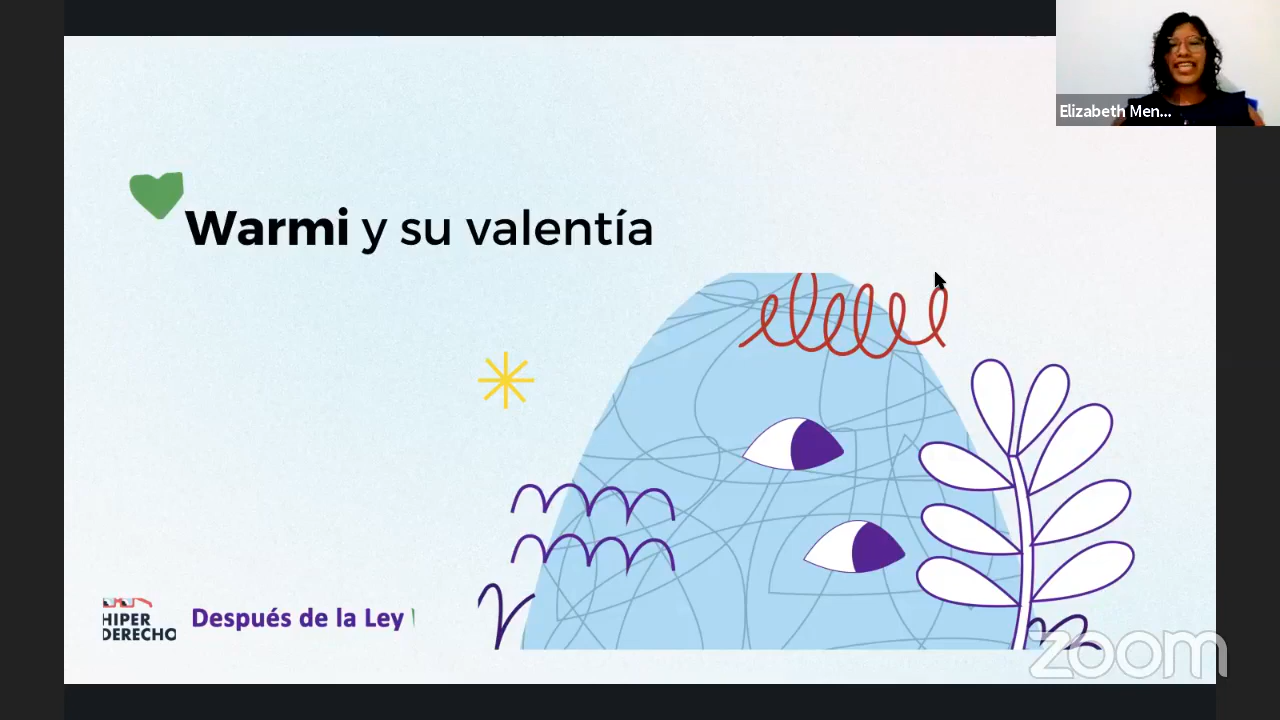 Elizabeth Men...
Warmi y su valentía
HIPER
DERECHO
Después de la Ley
zoom